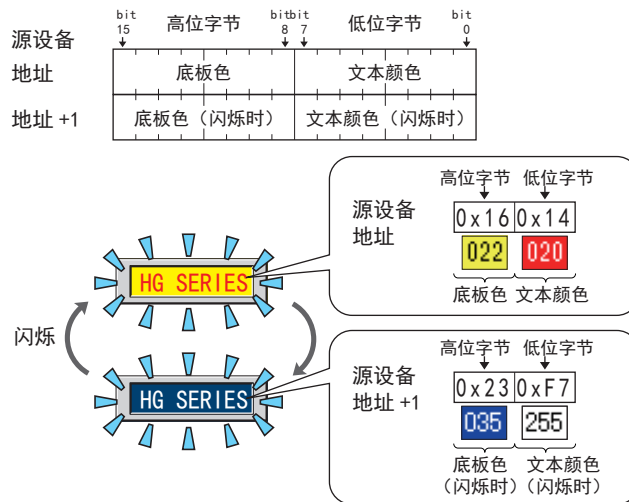 bit 15 高位字节 bit 8 bit 7 低位字节 bit 0
源设备
地址 底板色 文本颜色
地址 +1 底板色（闪烁时） 文本颜色（闪烁时）
高位字节 低位字节
源设备
地址
0x16 0x14
022 020
底板色 文本颜色
HG SERIES
闪烁
HG SERIES
高位字节 低位字节
源设备
地址 +1
0x23 0xF7
035 255
底板色 文本颜色
（闪烁时）（闪烁时）